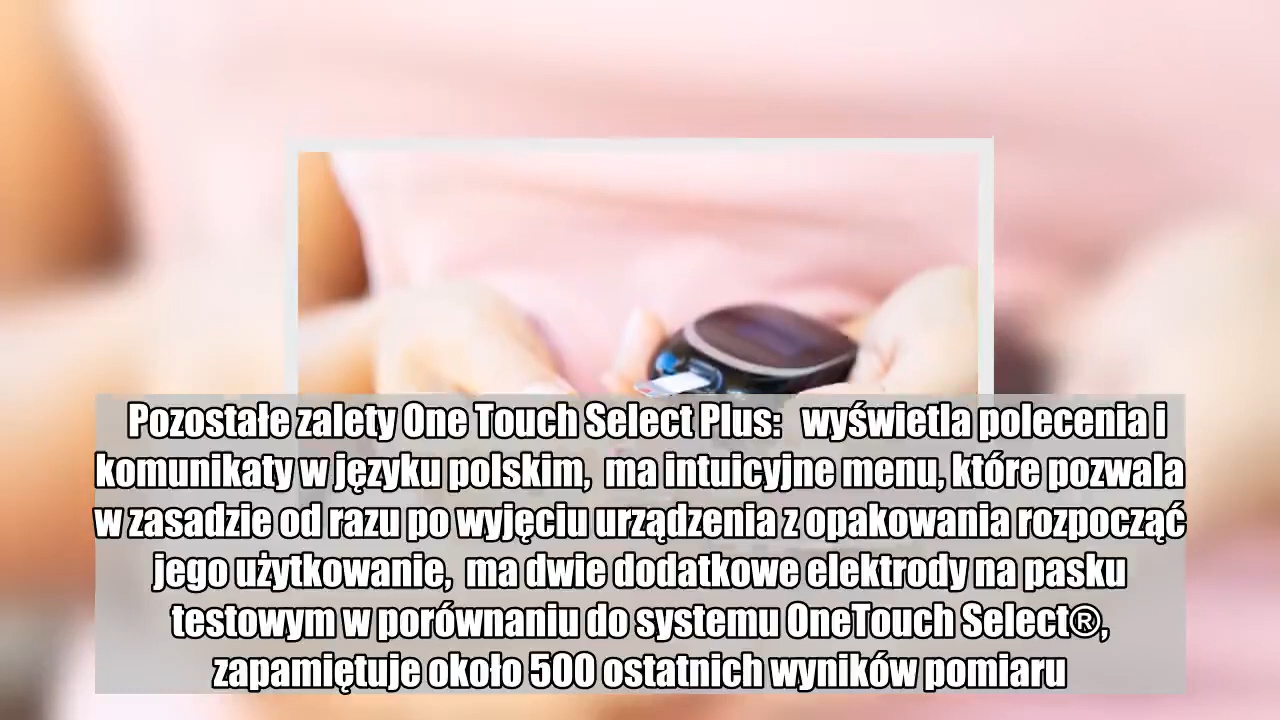 Pozostałe zalety One Touch Select Plus: wyświetla polecenia i
komunikaty w języku polskim, ma intuicyjne menu, które pozwala
w zasadzie od razu po wyjęciu urządzenia z opakowania rozpocząć
jego użytkowanie, ma dwie dodatkowe elektrody na pasku
testowym w porównaniu do systemu OneTouch Select®,
zapamiętuje około 500 ostatnich wyników pomiaru